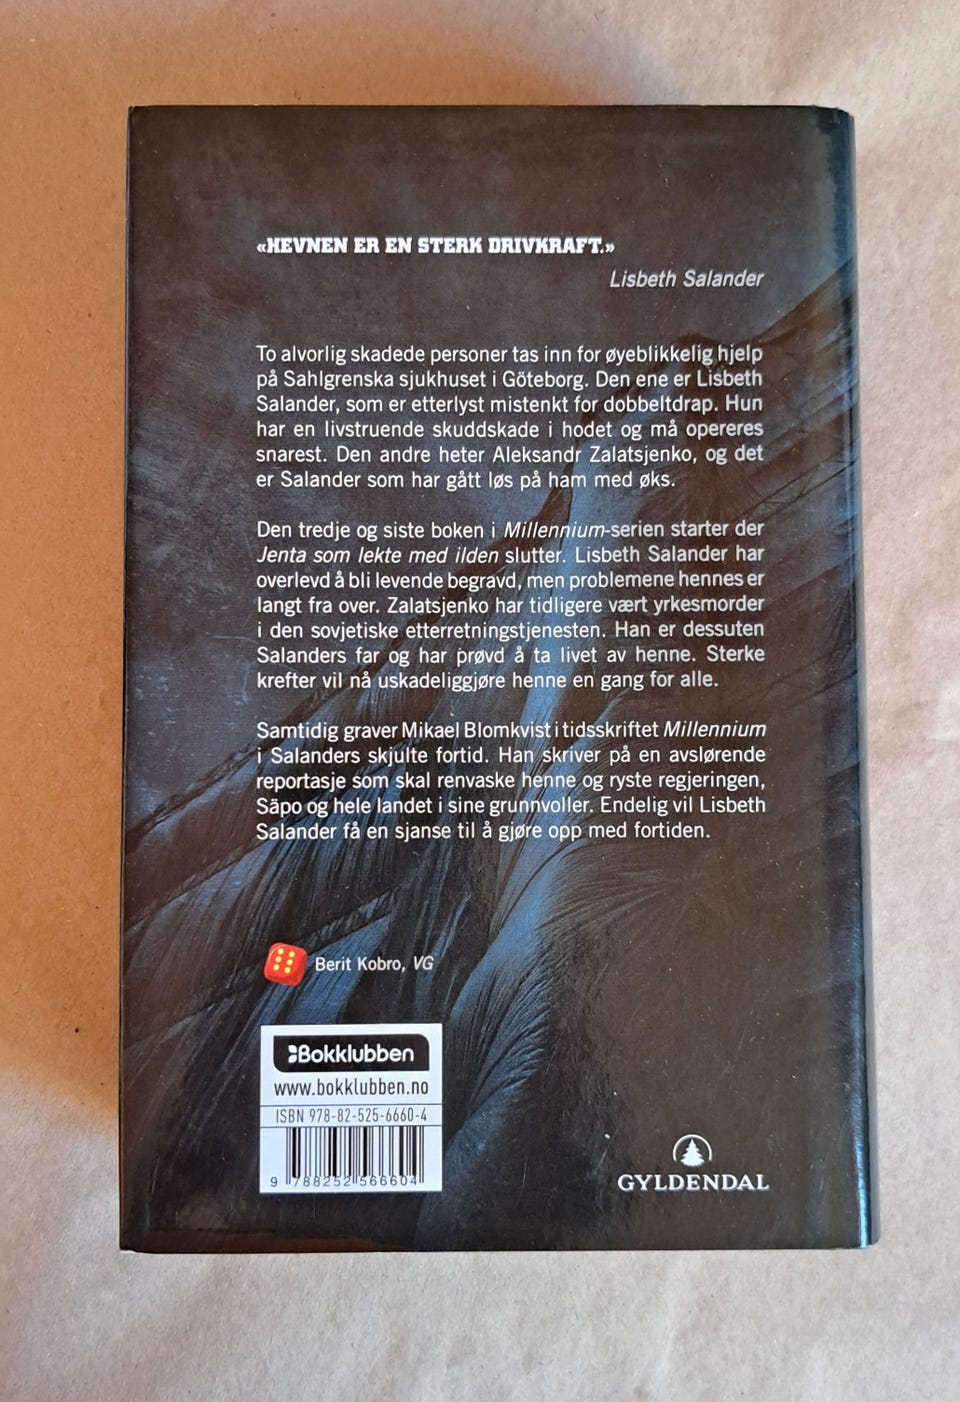 «HEVNEN ER EN STERK DRIVKRAFT.»
Lisbeth Salander
To alvorlig skadede personer tas inn for øyeblikkelig hjelp
på Sahlgrenska sjukhuset i Göteborg. Den ene er Lisbeth
Salander, som er etterlyst mistenkt for dobbeltdrap. Hun
har en livstruende skuddskade i hodet og må opereres
snarest. Den andre heter Aleksandr Zalatsjenko, og det
er Salander som har gått løs på ham med øks.
Den tredje og siste boken i Millennium-serien starter der
Jenta som lekte med ilden slutter. Lisbeth Salander har
overlevd å bli levende begravd, men problemene hennes er
langt fra over. Zalatsjenko har tidligere vært yrkesmorder
i den sovjetiske etterretningstjenesten. Han er dessuten
Salanders far og har prøvd å ta livet av henne. Sterke
krefter vil nå uskadeliggjøre henne en gang for alle.
Samtidig graver Mikael Blomkvist i tidsskriftet Millennium
i Salanders skjulte fortid. Han skriver på en avslørende
reportasje som skal renvaske henne og ryste regjeringen,
Säpo og hele landet i sine grunnvoller. Endelig vil Lisbeth
Salander få en sjanse til å gjøre opp med fortiden.
Berit Kobro, VG
Bokklubben
www.bokklubben.no
ISBN 978-82-525-6660-4
9 788252 566604
GYLDENDAL